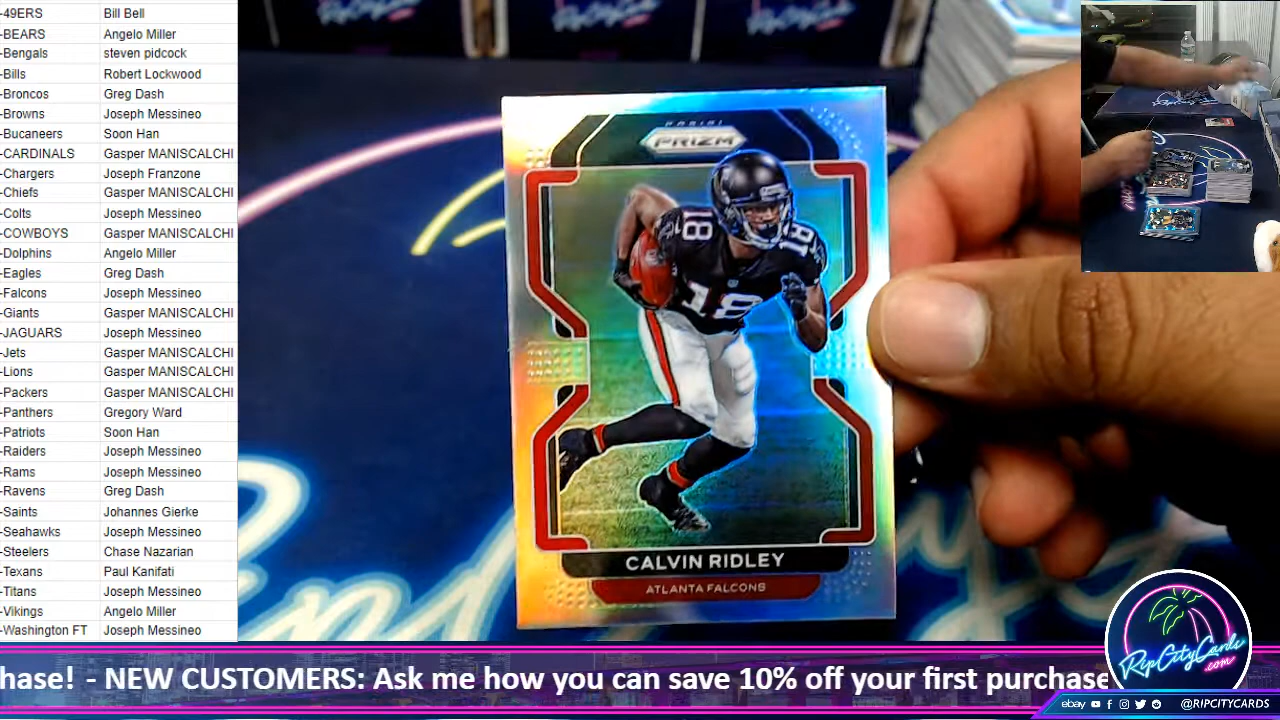 -49ERS Bill Bell
-BEARS Angelo Miller
-Bengals steven pidcock
-Bills Robert Lockwood
-Broncos Greg Dash
-Browns Joseph Messineo
-Bucaneers Soon Han
-CARDINALS Gasper MANISCALCHI
-Chargers Joseph Franzone
-Chiefs Gasper MANISCALCHI
-Colts Joseph Messineo
-COWBOYS Gasper MANISCALCHI
-Dolphins Angelo Miller
-Eagles Greg Dash
-Falcons Joseph Messineo
-Giants Gasper MANISCALCHI
-JAGUARS Joseph Messineo
-Jets Gasper MANISCALCHI
-Lions Gasper MANISCALCHI
-Packers Gasper MANISCALCHI
-Panthers Gregory Ward
-Patriots Soon Han
-Raiders Joseph Messineo
-Rams Joseph Messineo
-Ravens Greg Dash
-Saints Johannes Gierke
-Seahawks Joseph Messineo
-Steelers Chase Nazarian
-Texans Paul Kanifati
-Titans Joseph Messineo
-Vikings Angelo Miller
-Washington FT Joseph Messineo
PANINI
PRIZM
18
18
18
CALVIN RIDLEY
ATLANTA FALCONS
hase! - NEW CUSTOMERS: Ask me how you can save 10% off your first purchase
RipCityCards
.com
ebay @RIPCITYCARDS